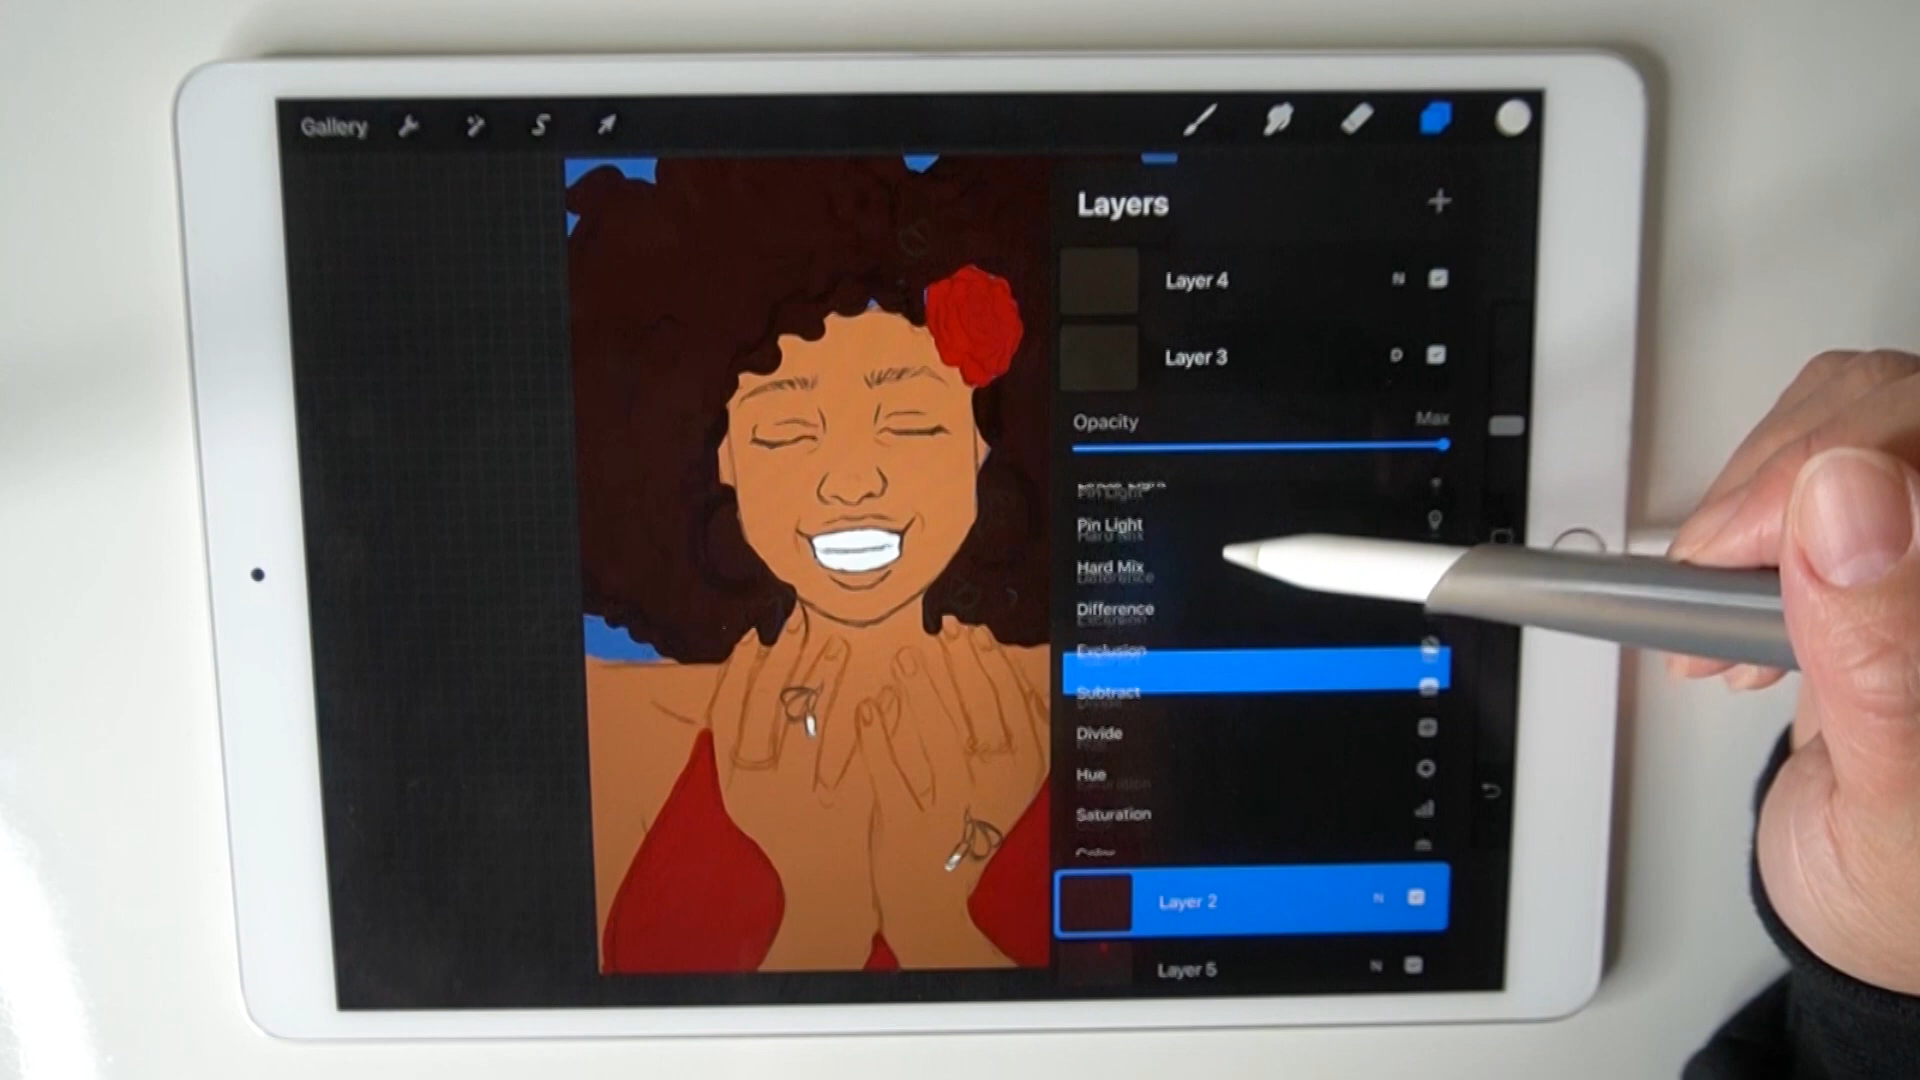 Gallery
Layers
Layer 4 N
Layer 3 D
Opacity Max
Pin Light
Hard Mix
Difference
Exclusion
Subtract
Divide
Hue
Saturation
Color
Layer 2 N
Layer 5 N